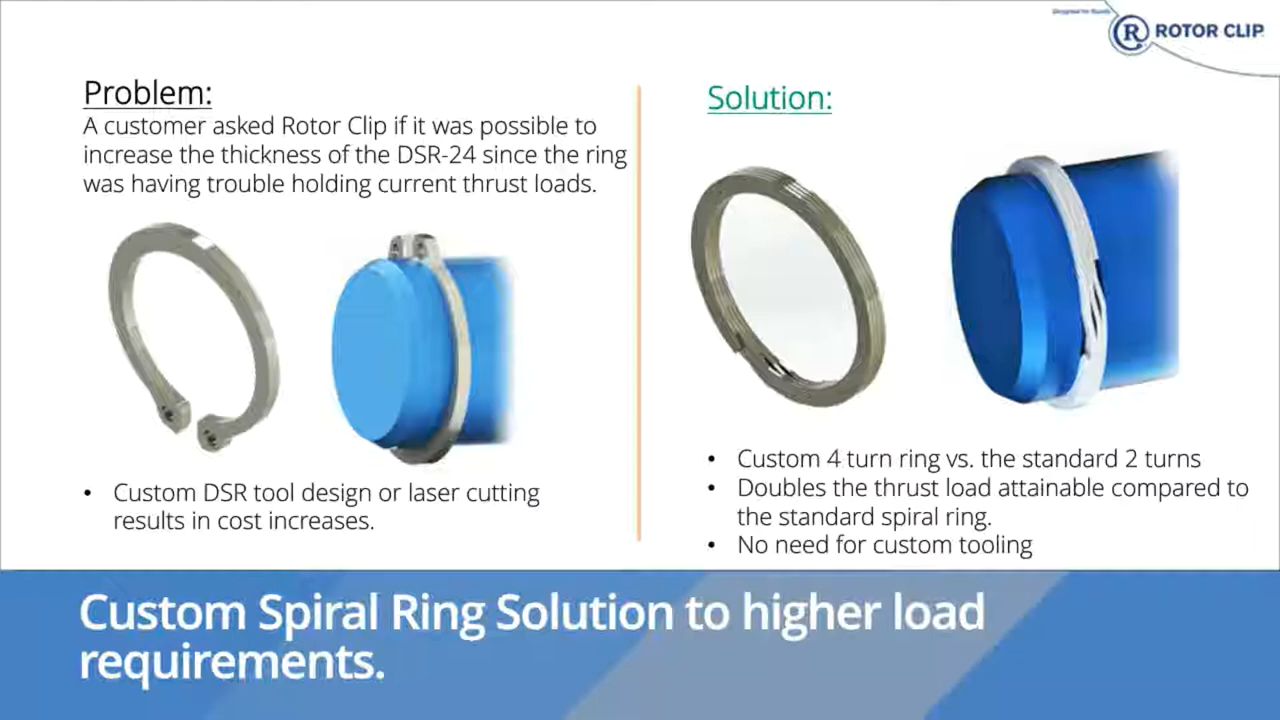 Designed for Ready
ROTOR CLIP
Problem:
A customer asked Rotor Clip if it was possible to
increase the thickness of the DSR-24 since the ring
was having trouble holding current thrust loads.
• Custom DSR tool design or laser cutting
results in cost increases.
Solution:
• Custom 4 turn ring vs. the standard 2 turns
• Doubles the thrust load attainable compared to
the standard spiral ring.
• No need for custom tooling
Custom Spiral Ring Solution to higher load
requirements.